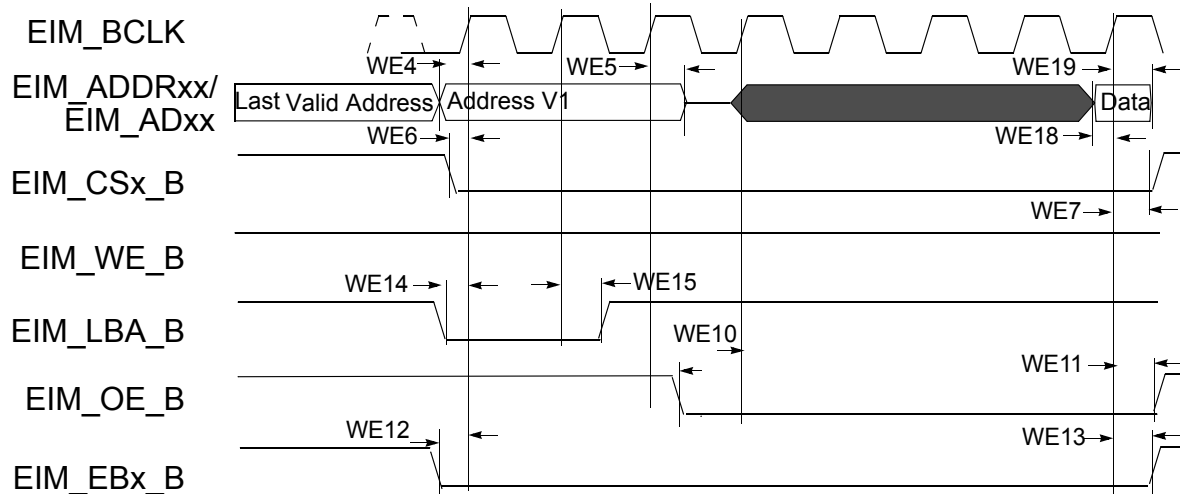 EIM_BCLK
WE4
WE5
WE19
EIM_ADDRxx/
EIM_ADxx
Last Valid Address
Address V1
Data
WE6
WE18
EIM_CSx_B
WE7
EIM_WE_B
WE14
WE15
EIM_LBA_B
WE10
WE11
EIM_OE_B
WE12
WE13
EIM_EBx_B